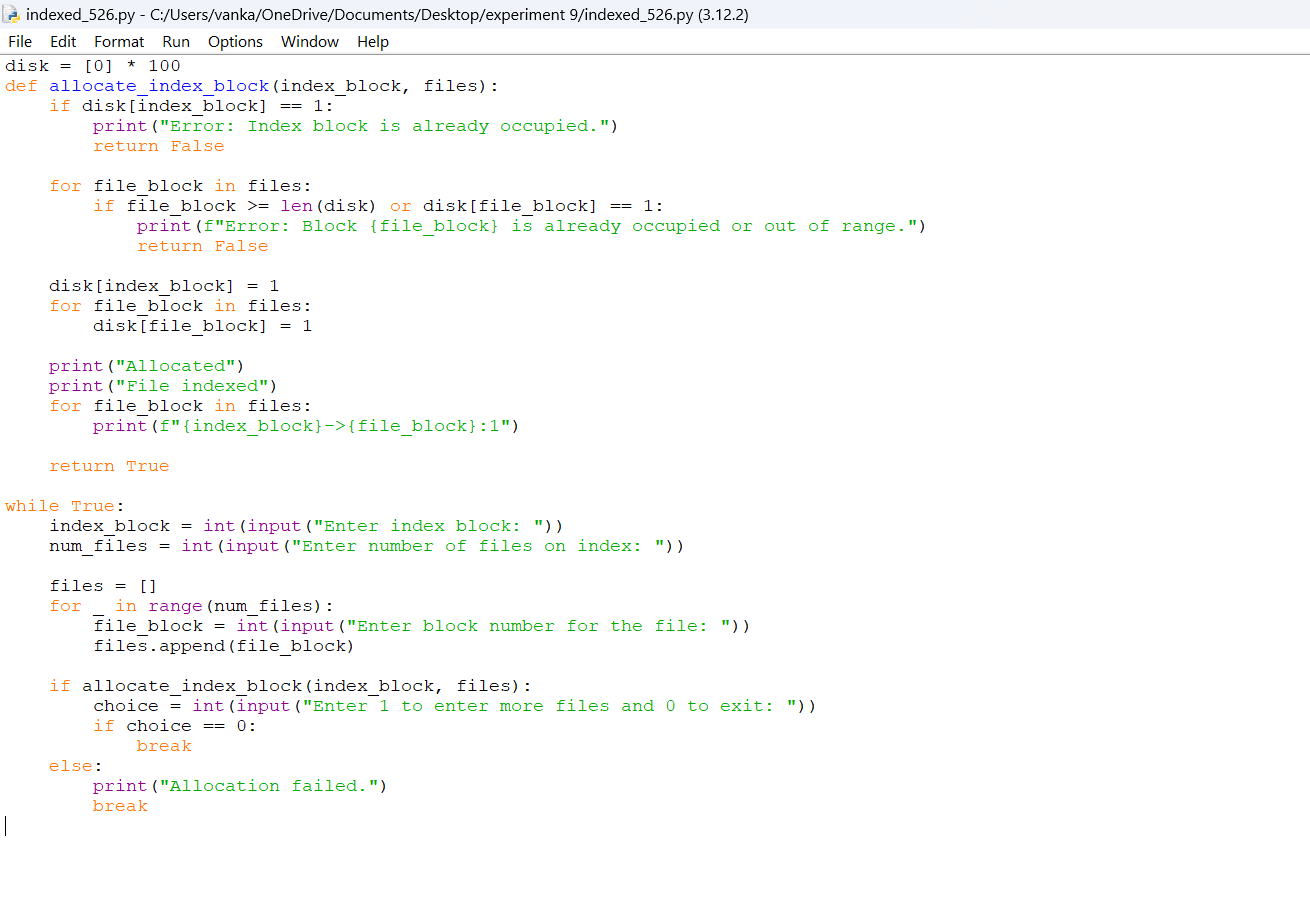 indexed_526.py - C:/Users/vanka/OneDrive/Documents/Desktop/experiment 9/indexed_526.py (3.12.2)
File Edit Format Run Options Window Help
disk = [0] * 100
def allocate_index_block(index_block, files):
    if disk[index_block] == 1:
        print("Error: Index block is already occupied.")
        return False

    for file_block in files:
        if file_block >= len(disk) or disk[file_block] == 1:
            print(f"Error: Block {file_block} is already occupied or out of range.")
            return False

    disk[index_block] = 1
    for file_block in files:
        disk[file_block] = 1

    print("Allocated")
    print("File indexed")
    for file_block in files:
        print(f"{index_block}->{file_block}:1")

    return True

while True:
    index_block = int(input("Enter index block: "))
    num_files = int(input("Enter number of files on index: "))

    files = []
    for _ in range(num_files):
        file_block = int(input("Enter block number for the file: "))
        files.append(file_block)

    if allocate_index_block(index_block, files):
        choice = int(input("Enter 1 to enter more files and 0 to exit: "))
        if choice == 0:
            break
    else:
        print("Allocation failed.")
        break